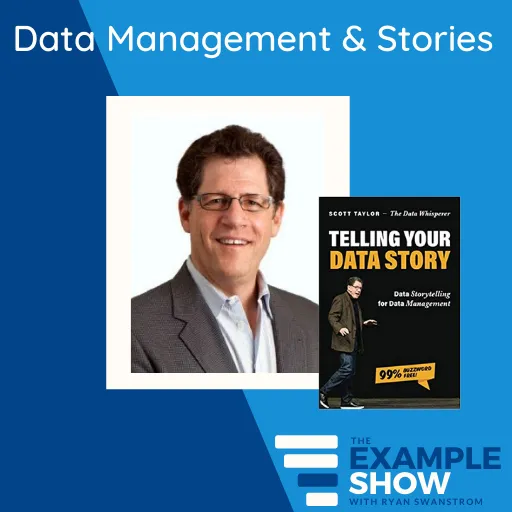 Data Management & Stories
SCOTT TAYLOR – The Data Whisperer
TELLING YOUR
DATA STORY
Data Storytelling
for Data Management
99% BUZZWORD
FREE!
THE
EXAMPLE
SHOW
WITH RYAN SWANSTROM